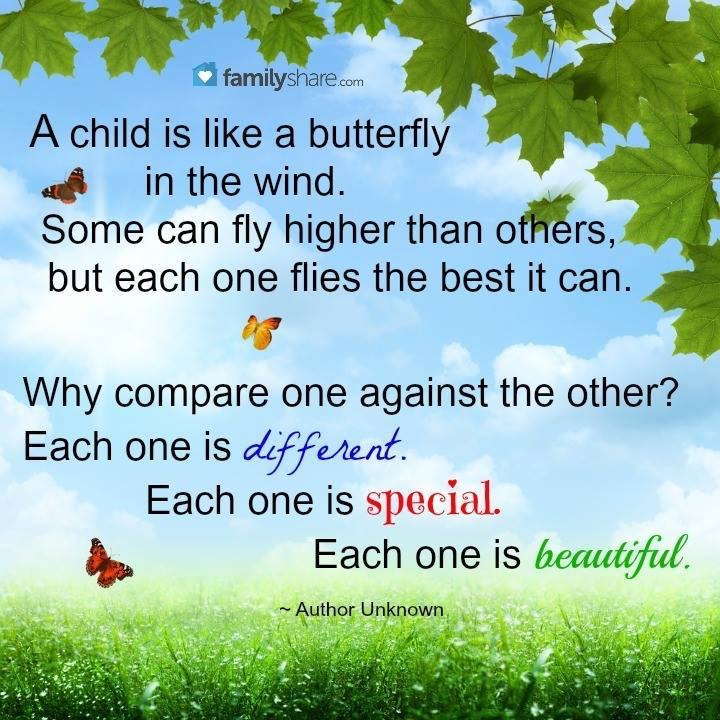 familyshare.com
A child is like a butterfly
in the wind.
Some can fly higher than others,
but each one flies the best it can.
Why compare one against the other?
Each one is different.
Each one is special.
Each one is beautiful.
~ Author Unknown